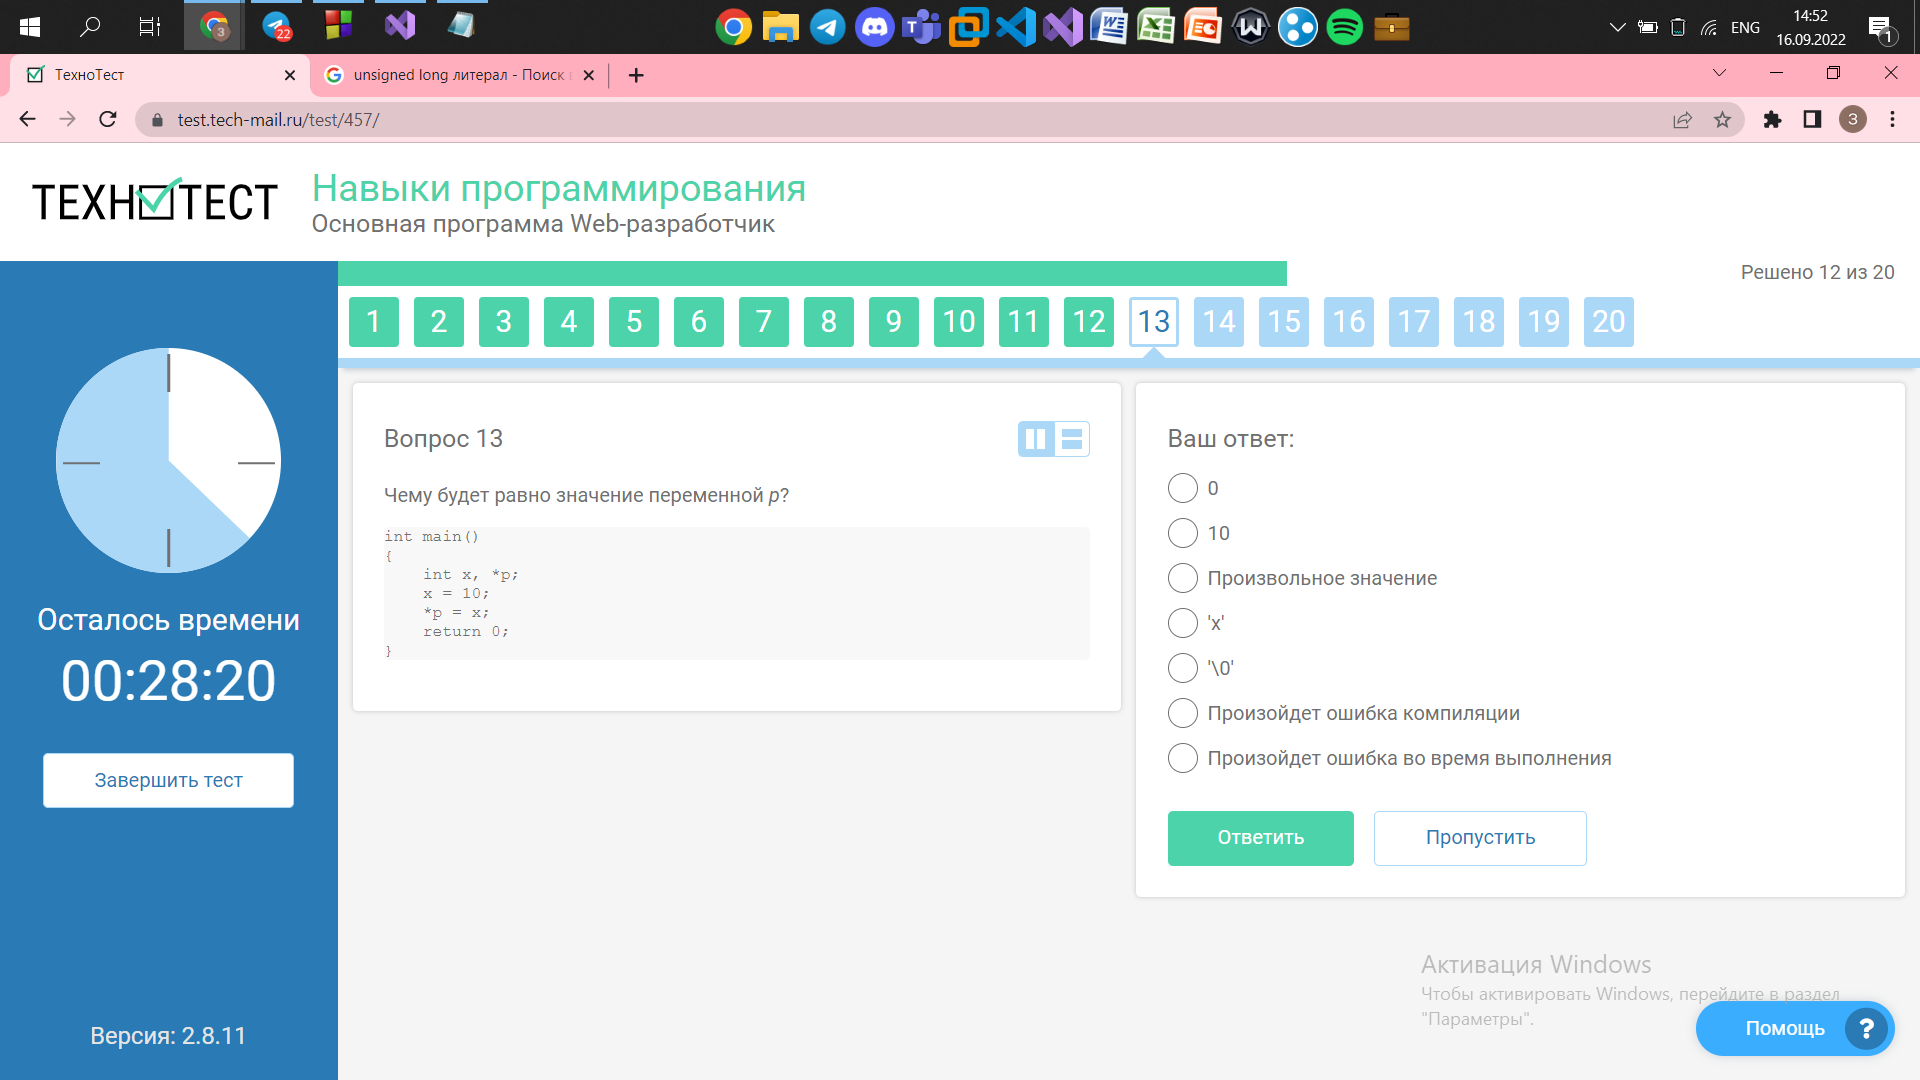 22
3
ENG
14:52
16.09.2022
1
ТехноТест
unsigned long литерал - Поиск
test.tech-mail.ru/test/457/
3
ТЕХНОТЕСТ
Навыки программирования
Основная программа Web-разработчик
Решено 12 из 20
1 2 3 4 5 6 7 8 9 10 11 12 13 14 15 16 17 18 19 20
Осталось времени
00:28:20
Завершить тест
Версия: 2.8.11
Вопрос 13
Чему будет равно значение переменной p?
int main()
{
    int x, *p;
    x = 10;
    *p = x;
    return 0;
}
Ваш ответ:
0
10
Произвольное значение
'x'
'\0'
Произойдет ошибка компиляции
Произойдет ошибка во время выполнения
Ответить
Пропустить
Активация Windows
Чтобы активировать Windows, перейдите в раздел
"Параметры".
Помощь ?